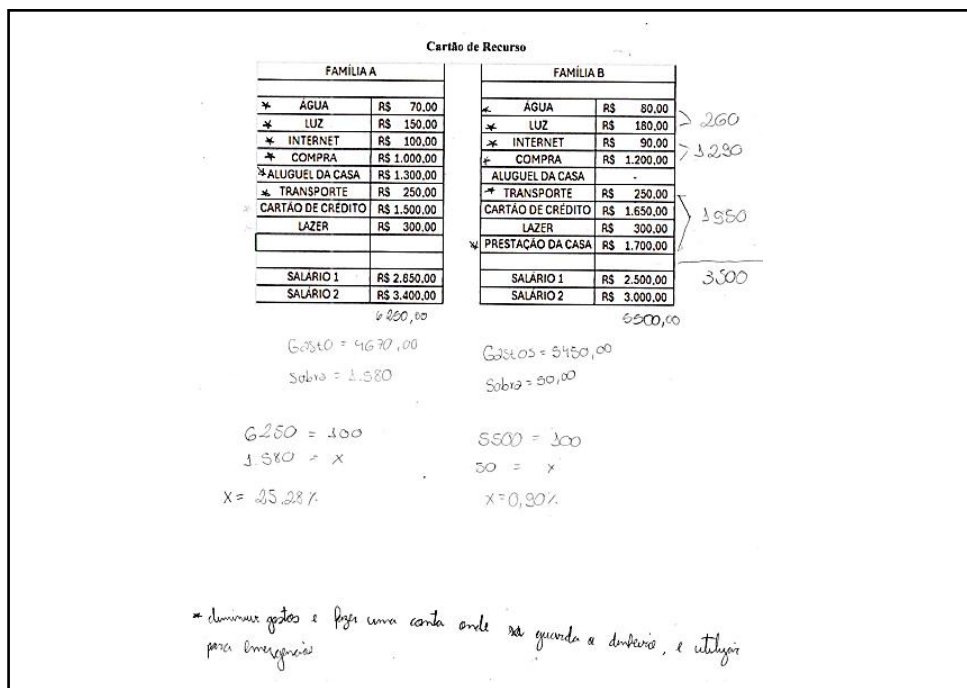 Cartão de Recurso
FAMÍLIA A
* ÁGUA R$ 70,00
* LUZ R$ 150,00
* INTERNET R$ 100,00
* COMPRA R$ 1.000,00
* ALUGUEL DA CASA R$ 1.300,00
* TRANSPORTE R$ 250,00
CARTÃO DE CRÉDITO R$ 1.500,00
LAZER R$ 300,00
SALÁRIO 1 R$ 2.850,00
SALÁRIO 2 R$ 3.400,00
6250,00
Gasto = 4670,00
Sobra = 1.580
6250 = 100
1.580 = x
X = 25,28%
FAMÍLIA B
* ÁGUA R$ 80,00
* LUZ R$ 180,00
* INTERNET R$ 90,00
* COMPRA R$ 1.200,00
ALUGUEL DA CASA -
* TRANSPORTE R$ 250,00
CARTÃO DE CRÉDITO R$ 1.650,00
LAZER R$ 300,00
* PRESTAÇÃO DA CASA R$ 1.700,00
SALÁRIO 1 R$ 2.500,00
SALÁRIO 2 R$ 3.000,00
260
1290
1950
3500
5500,00
Gastos = 5450,00
Sobra = 50,00
5500 = 100
50 = x
X = 0,90%
* diminuir gastos e fazer uma conta onde guarda o dinheiro, e utilizar
para emergências